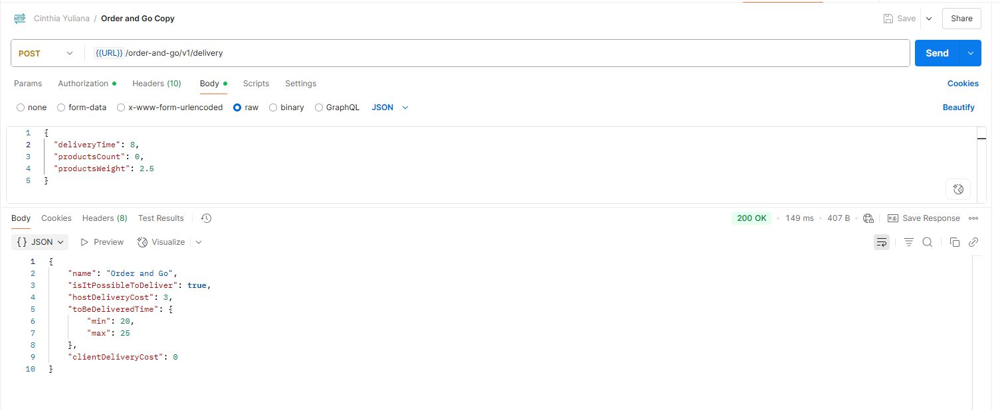 HTTP Cinthia Yuliana / Order and Go Copy Save Share
POST {{URL}} /order-and-go/v1/delivery Send
Params Authorization Headers (10) Body Scripts Settings Cookies
none form-data x-www-form-urlencoded raw binary GraphQL JSON Beautify
1 {
2 "deliveryTime": 8,
3 "productsCount": 0,
4 "productsWeight": 2.5
5 }
Body Cookies Headers (8) Test Results 200 OK 149 ms 407 B e.g. Save Response
{} JSON Preview Visualize
1 {
2 "name": "Order and Go",
3 "isItPossibleToDeliver": true,
4 "hostDeliveryCost": 3,
5 "toBeDeliveredTime": {
6 "min": 20,
7 "max": 25
8 },
9 "clientDeliveryCost": 0
10 }